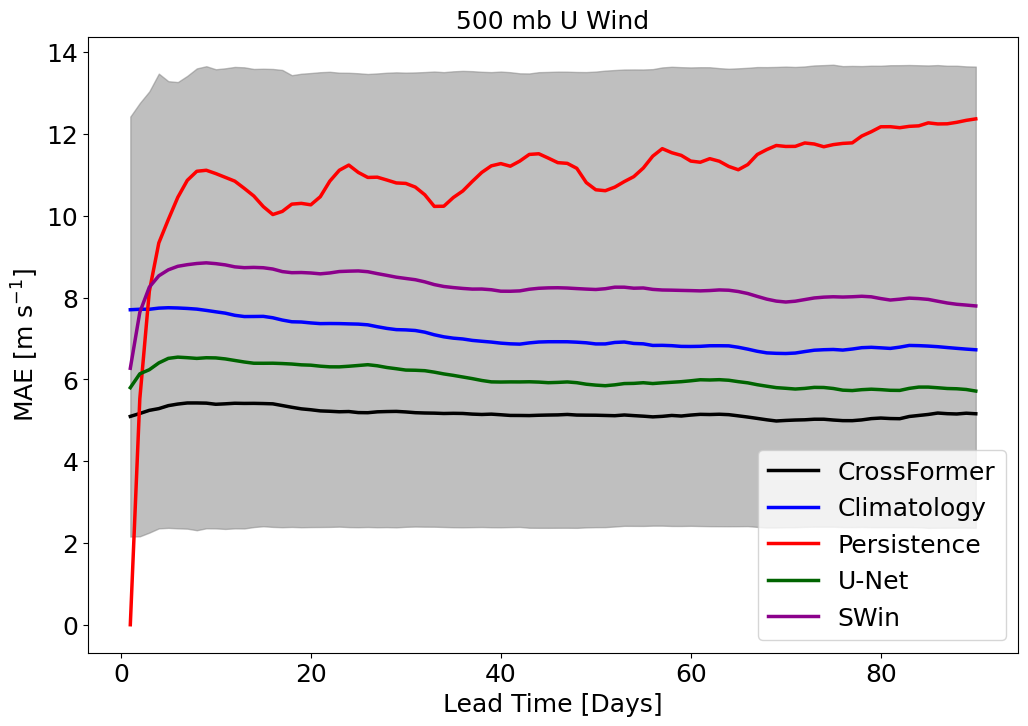 500 mb U Wind
MAE [m s⁻¹]
14
12
10
8
6
4
2
0
0 20 40 60 80
Lead Time [Days]
CrossFormer
Climatology
Persistence
U-Net
SWin